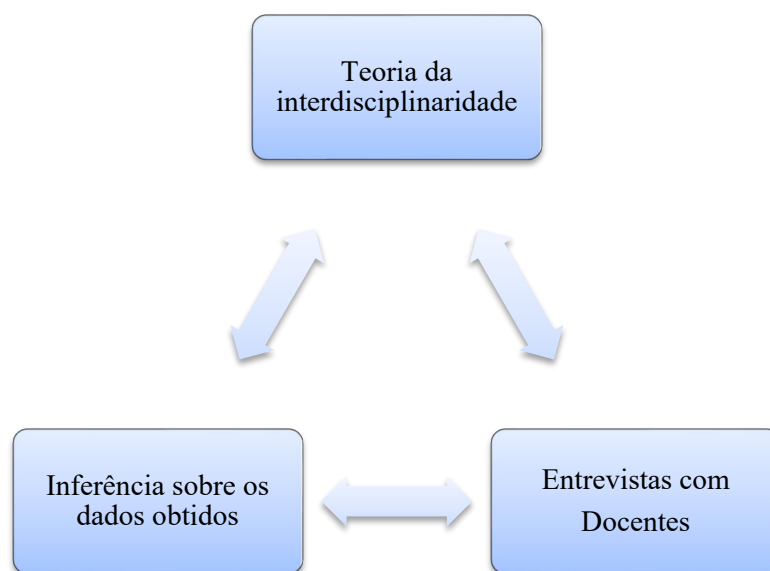 Teoria da
interdisciplinaridade
Inferência sobre os
dados obtidos
Entrevistas com
Docentes